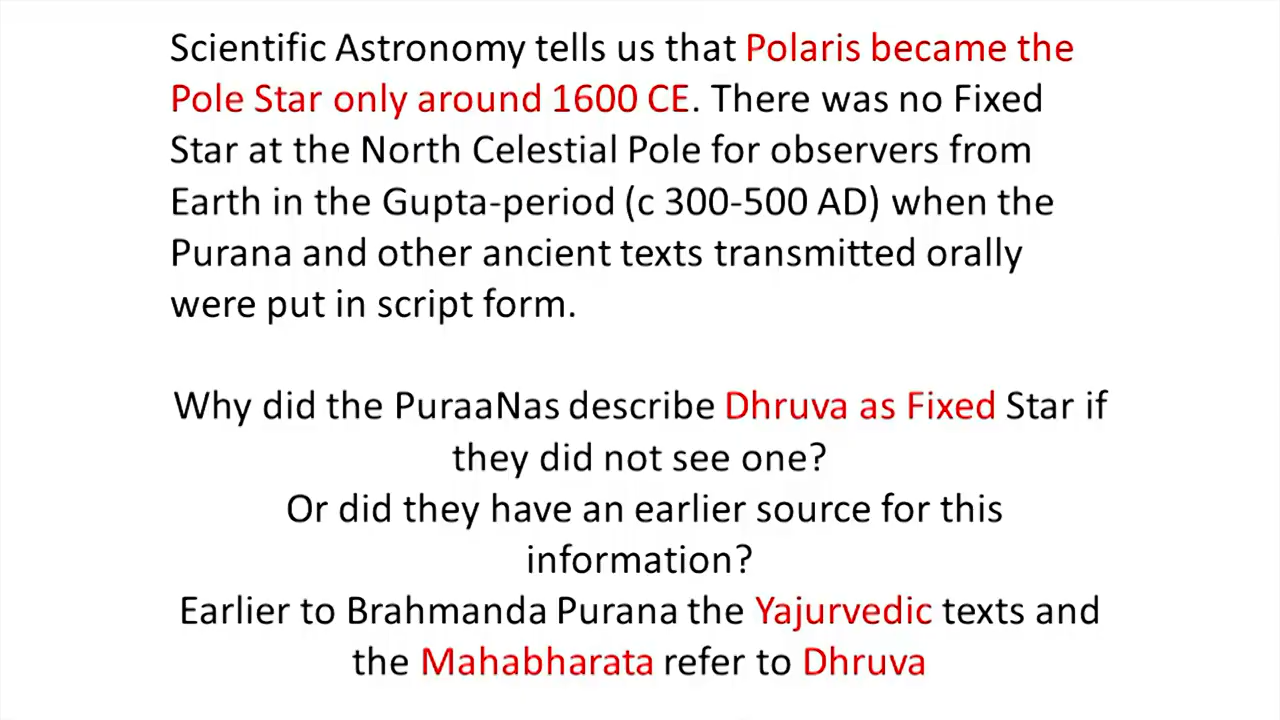 Scientific Astronomy tells us that Polaris became the
Pole Star only around 1600 CE. There was no Fixed
Star at the North Celestial Pole for observers from
Earth in the Gupta-period (c 300-500 AD) when the
Purana and other ancient texts transmitted orally
were put in script form.
Why did the PuraaNas describe Dhruva as Fixed Star if
they did not see one?
Or did they have an earlier source for this
information?
Earlier to Brahmanda Purana the Yajurvedic texts and
the Mahabharata refer to Dhruva